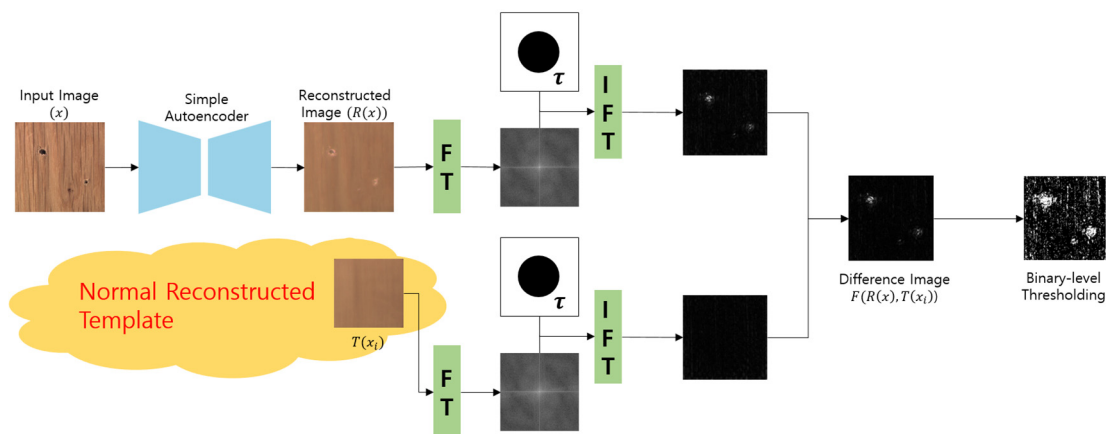 Input Image
(x)
Simple
Autoencoder
Reconstructed
Image (R(x))
F
T
τ
I
F
T
Normal Reconstructed
Template
T(xᵢ)
F
T
τ
I
F
T
Difference Image
F(R(x), T(xᵢ))
Binary-level
Thresholding